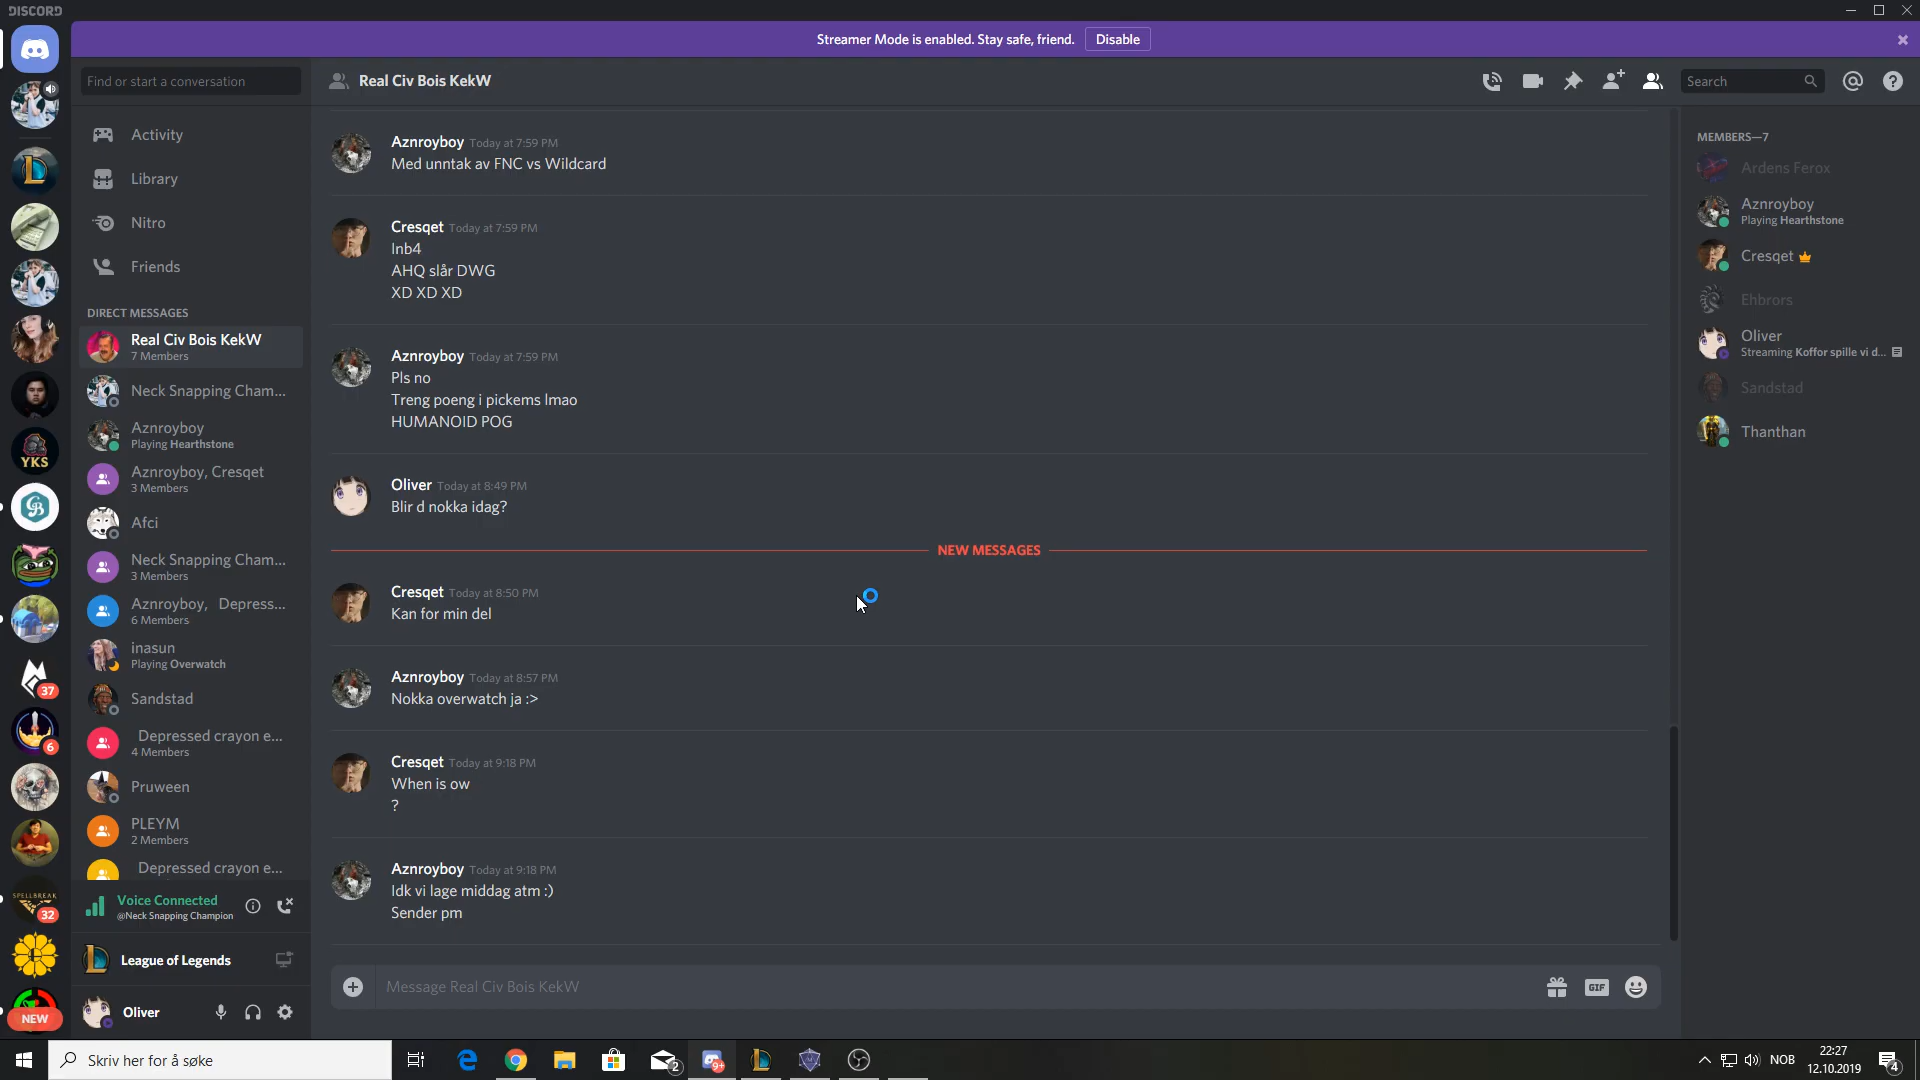 DISCORD
Streamer Mode is enabled. Stay safe, friend.
Disable
Find or start a conversation
Real Civ Bois KekW
Search
Activity
Library
Nitro
Friends
DIRECT MESSAGES
Real Civ Bois KekW
7 Members
Neck Snapping Cham...
Aznroyboy
Playing Hearthstone
Aznroyboy, Cresqet
3 Members
Afci
Neck Snapping Cham...
3 Members
Aznroyboy, Depress...
6 Members
inasun
Playing Overwatch
Sandstad
Depressed crayon e...
4 Members
Pruween
PLEYM
2 Members
Depressed crayon e...
Voice Connected
@Neck Snapping Champion
League of Legends
Oliver
YKS
37
6
SPELLBREAK
32
NEW
Aznroyboy Today at 7:59 PM
Med unntak av FNC vs Wildcard
Cresqet Today at 7:59 PM
Inb4
AHQ slår DWG
XD XD XD
Aznroyboy Today at 7:59 PM
Pls no
Treng poeng i pickems lmao
HUMANOID POG
Oliver Today at 8:49 PM
Blir d nokka idag?
NEW MESSAGES
Cresqet Today at 8:50 PM
Kan for min del
Aznroyboy Today at 8:57 PM
Nokka overwatch ja :>
Cresqet Today at 9:18 PM
When is ow
?
Aznroyboy Today at 9:18 PM
Idk vi lage middag atm :)
Sender pm
Message Real Civ Bois KekW
GIF
MEMBERS—7
Ardens Ferox
Aznroyboy
Playing Hearthstone
Cresqet
Ehbrors
Oliver
Streaming Koffor spille vi d...
Sandstad
Thanthan
Skriv her for å søke
2
9+
NOB
22:27
12.10.2019
4